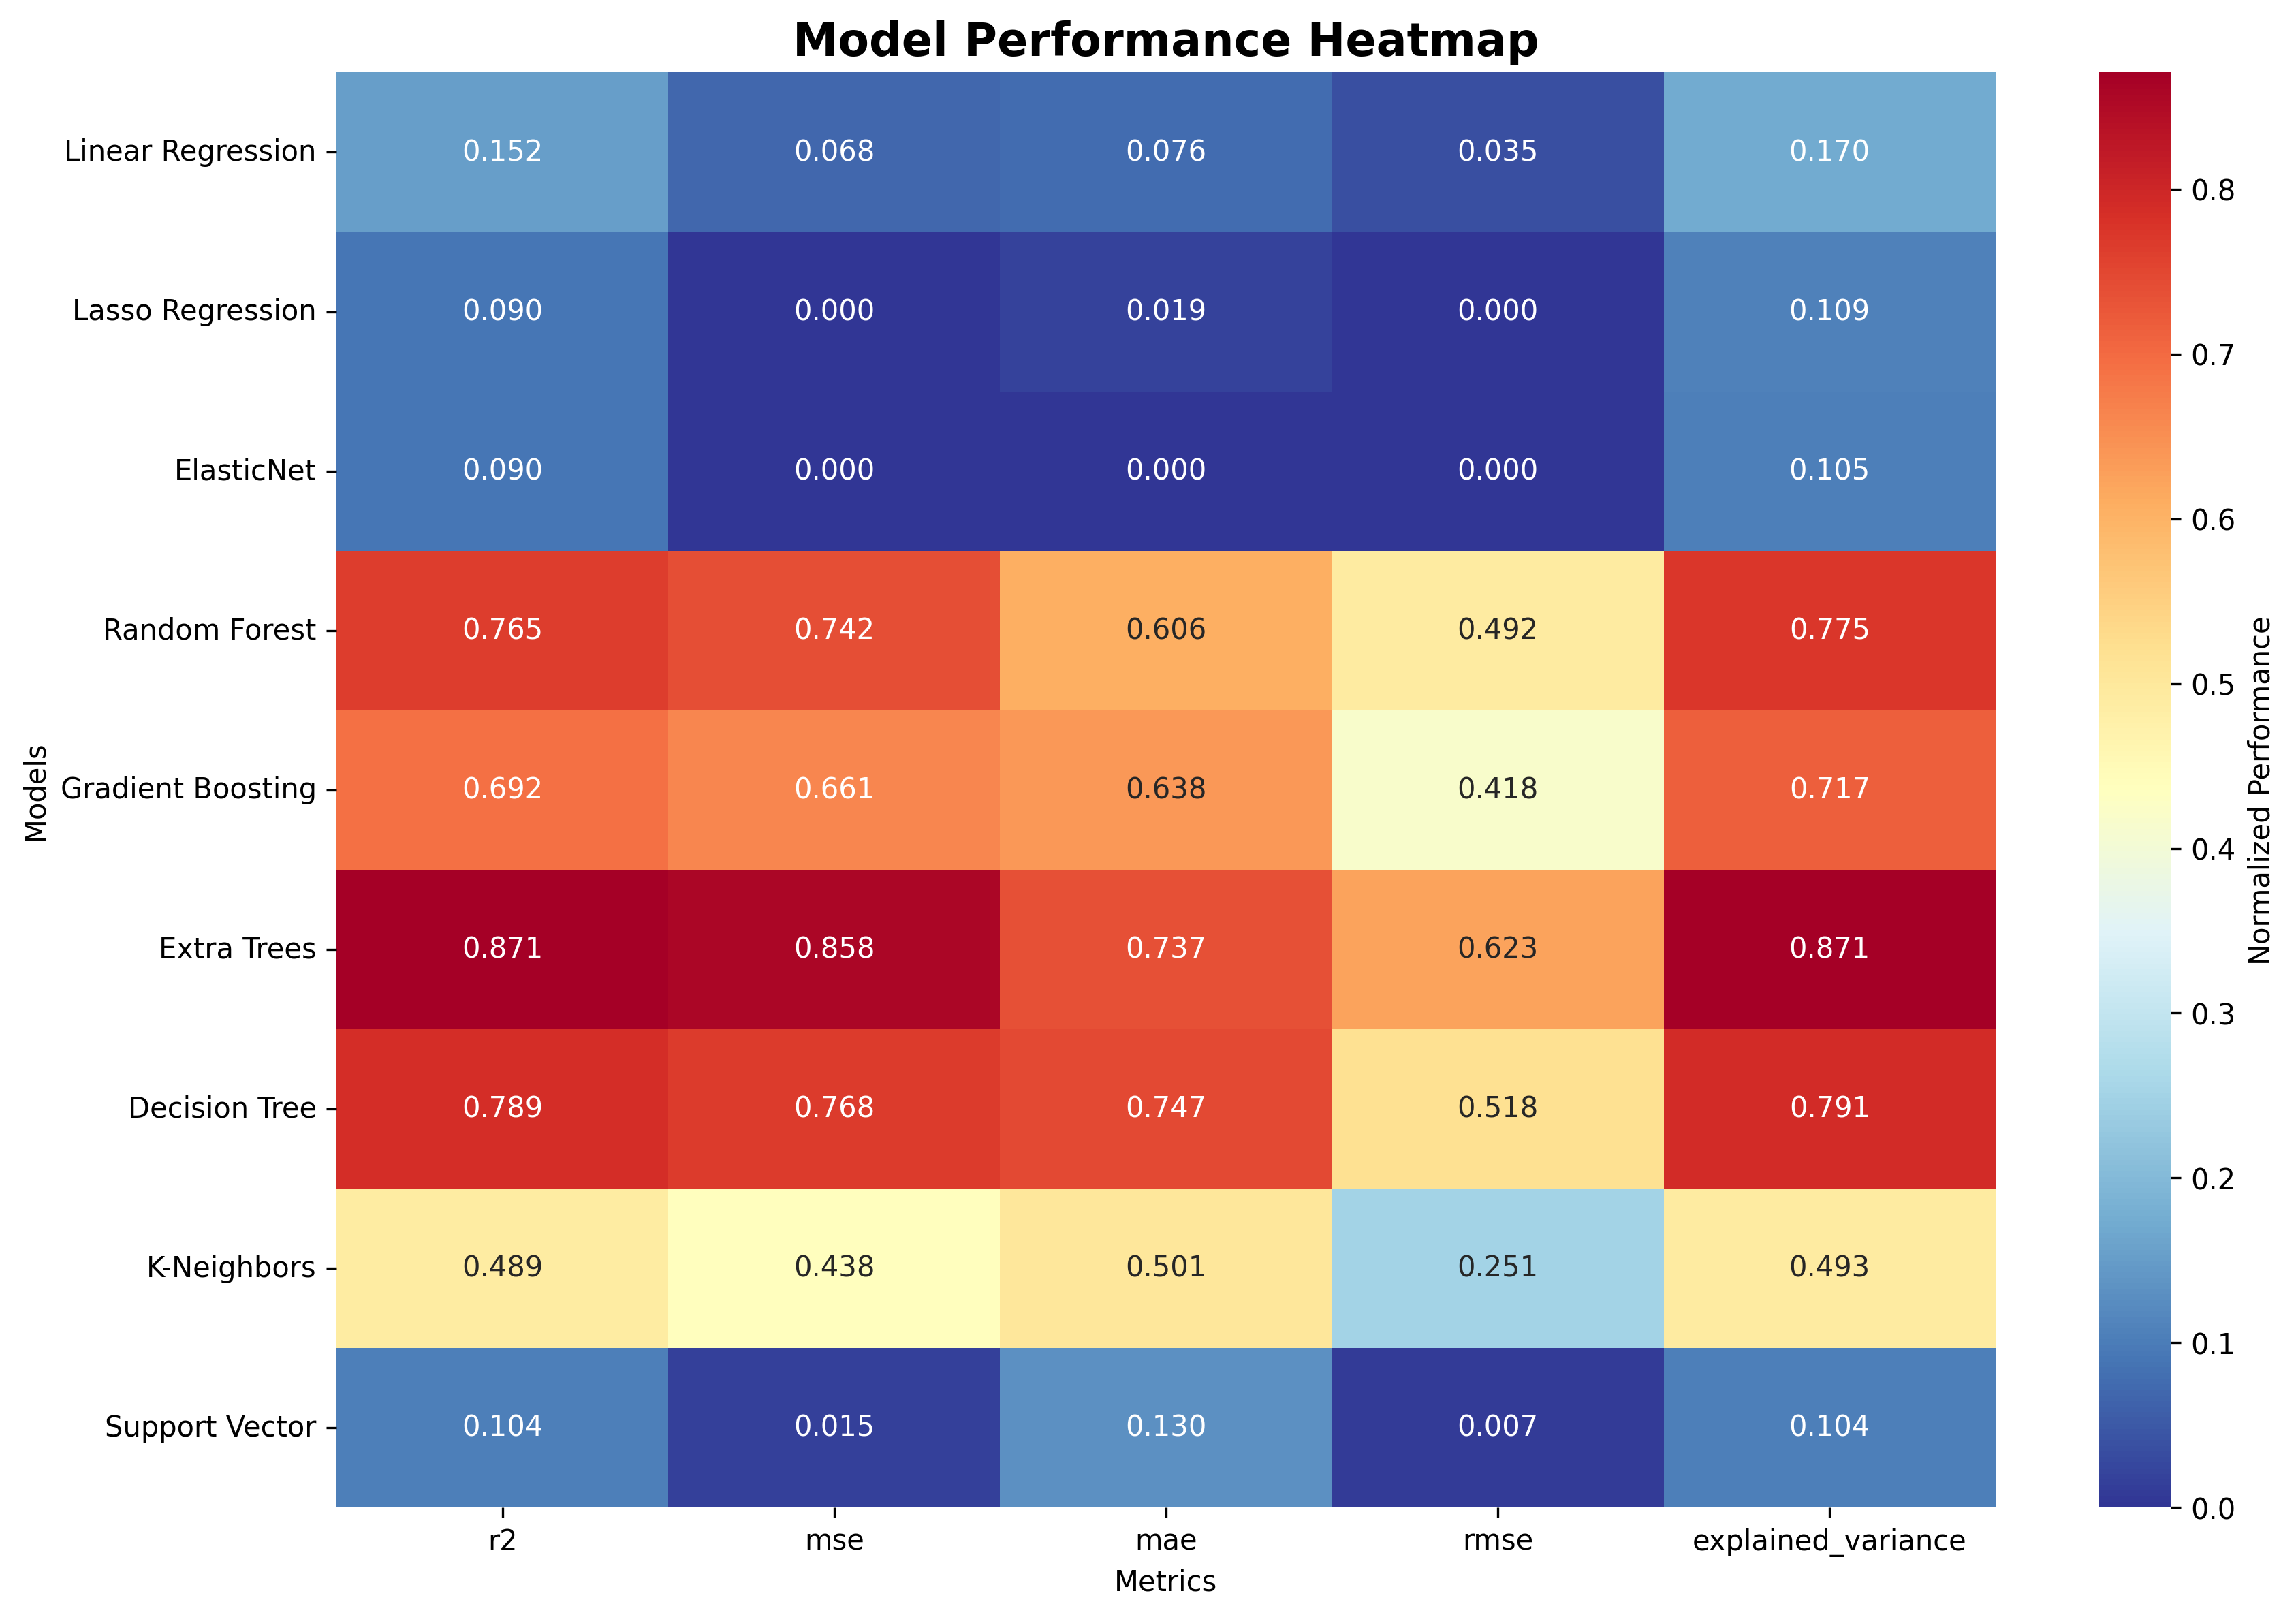 Model Performance Heatmap
Linear Regression 0.152 0.068 0.076 0.035 0.170
Lasso Regression 0.090 0.000 0.019 0.000 0.109
ElasticNet 0.090 0.000 0.000 0.000 0.105
Random Forest 0.765 0.742 0.606 0.492 0.775
Gradient Boosting 0.692 0.661 0.638 0.418 0.717
Extra Trees 0.871 0.858 0.737 0.623 0.871
Decision Tree 0.789 0.768 0.747 0.518 0.791
K-Neighbors 0.489 0.438 0.501 0.251 0.493
Support Vector 0.104 0.015 0.130 0.007 0.104
r2 mse mae rmse explained_variance
Metrics
Models
0.8
0.7
0.6
0.5
0.4
0.3
0.2
0.1
0.0
Normalized Performance